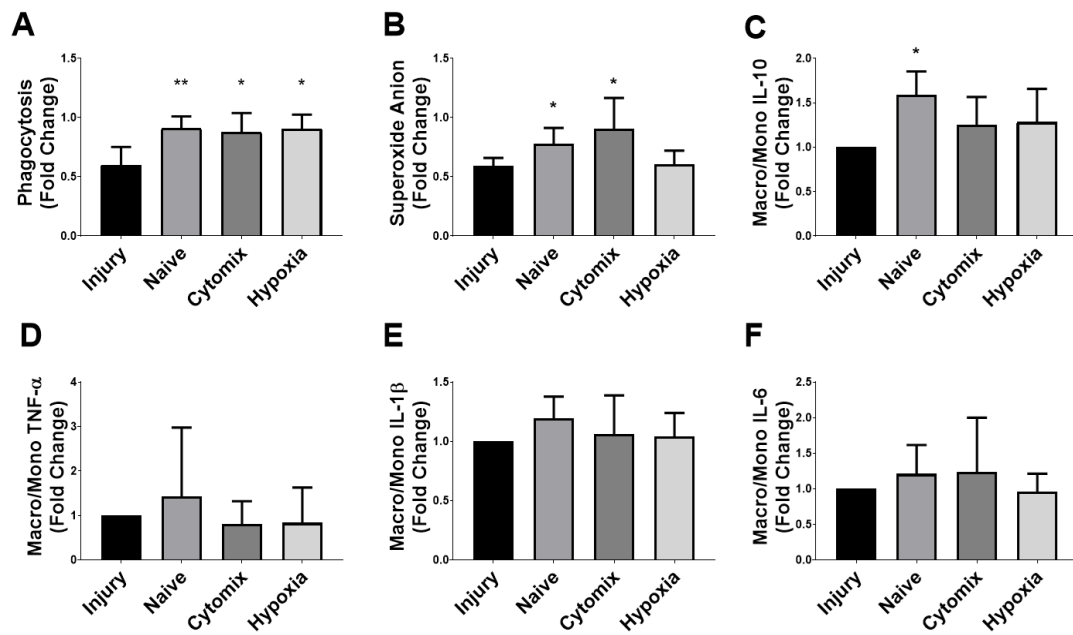 A
Phagocytosis
(Fold Change)
1.5
1.0
0.5
0.0
** * *
Injury Naive Cytomix Hypoxia
B
Superoxide Anion
(Fold Change)
1.5
1.0
0.5
0.0
* *
Injury Naive Cytomix Hypoxia
C
Macro/Mono IL-10
(Fold Change)
2.0
1.5
1.0
0.5
0.0
*
Injury Naive Cytomix Hypoxia
D
Macro/Mono TNF-α
(Fold Change)
4
3
2
1
0
Injury Naive Cytomix Hypoxia
E
Macro/Mono IL-1β
(Fold Change)
1.5
1.0
0.5
0.0
Injury Naive Cytomix Hypoxia
F
Macro/Mono IL-6
(Fold Change)
2.5
2.0
1.5
1.0
0.5
0.0
Injury Naive Cytomix Hypoxia